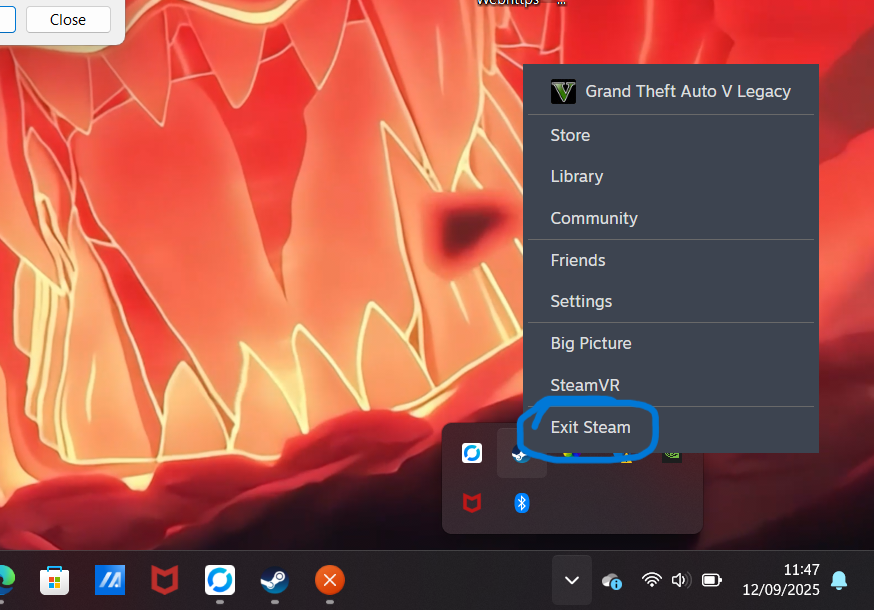 Close
Grand Theft Auto V Legacy
Store
Library
Community
Friends
Settings
Big Picture
SteamVR
Exit Steam
11:47
12/09/2025